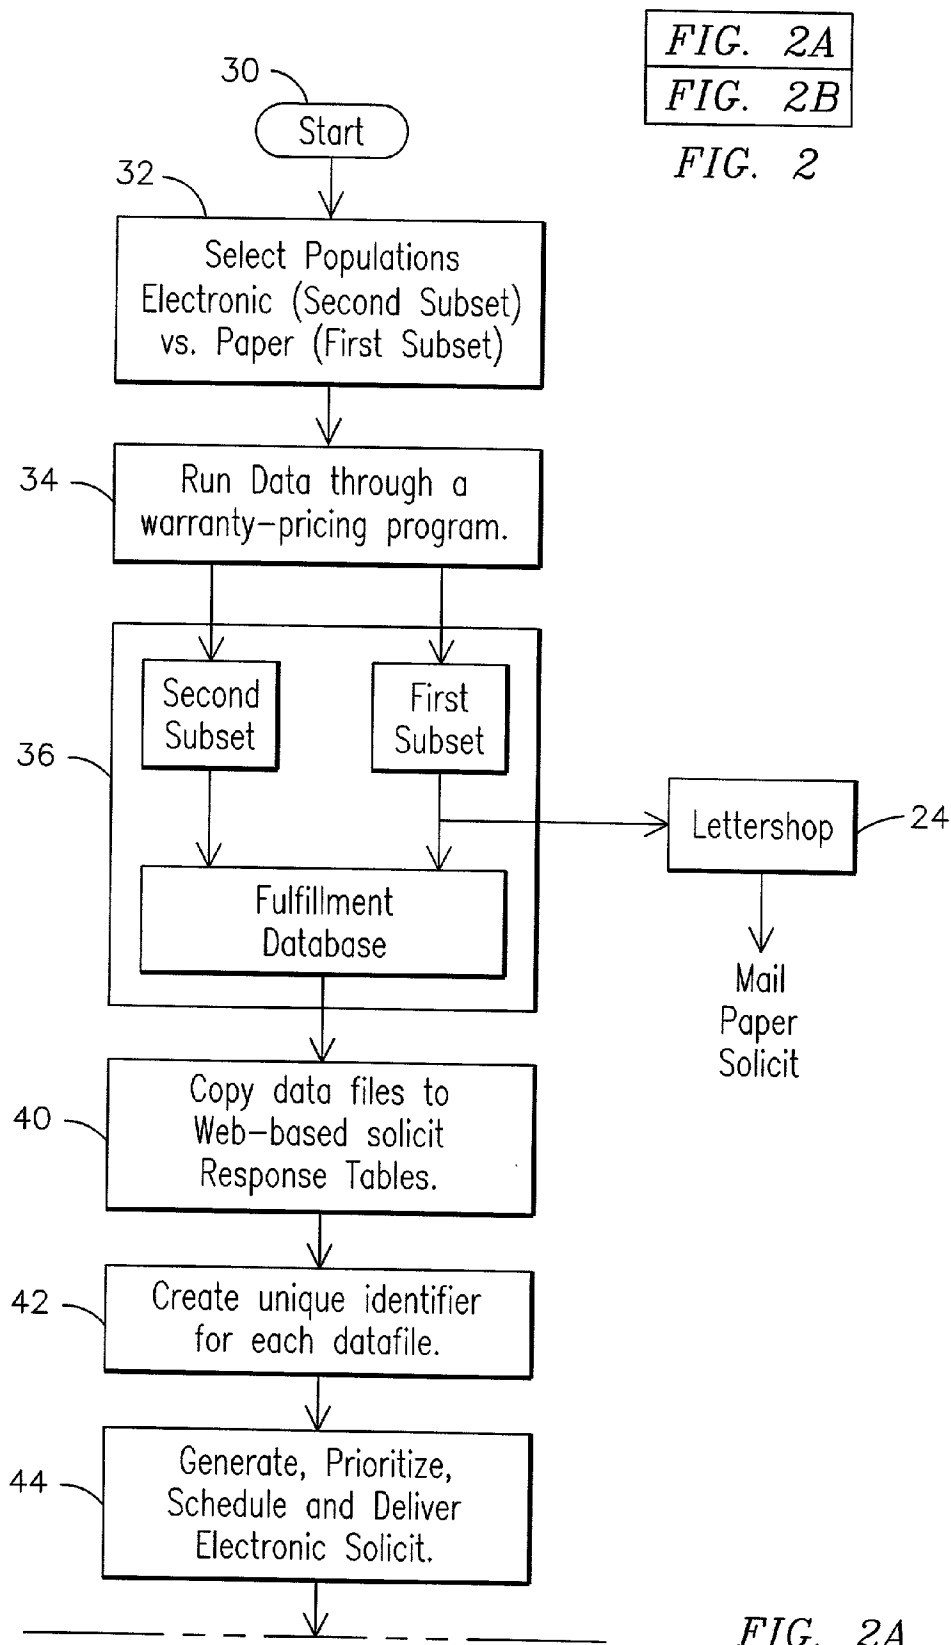 FIG. 2A
FIG. 2B
FIG. 2
30
Start
32
Select Populations
Electronic (Second Subset)
vs. Paper (First Subset)
34
Run Data through a
warranty-pricing program.
36
Second
Subset
First
Subset
Lettershop
24
Fulfillment
Database
Mail
Paper
Solicit
40
Copy data files to
Web-based solicit
Response Tables.
42
Create unique identifier
for each datafile.
44
Generate, Prioritize,
Schedule and Deliver
Electronic Solicit.
FIG. 2A